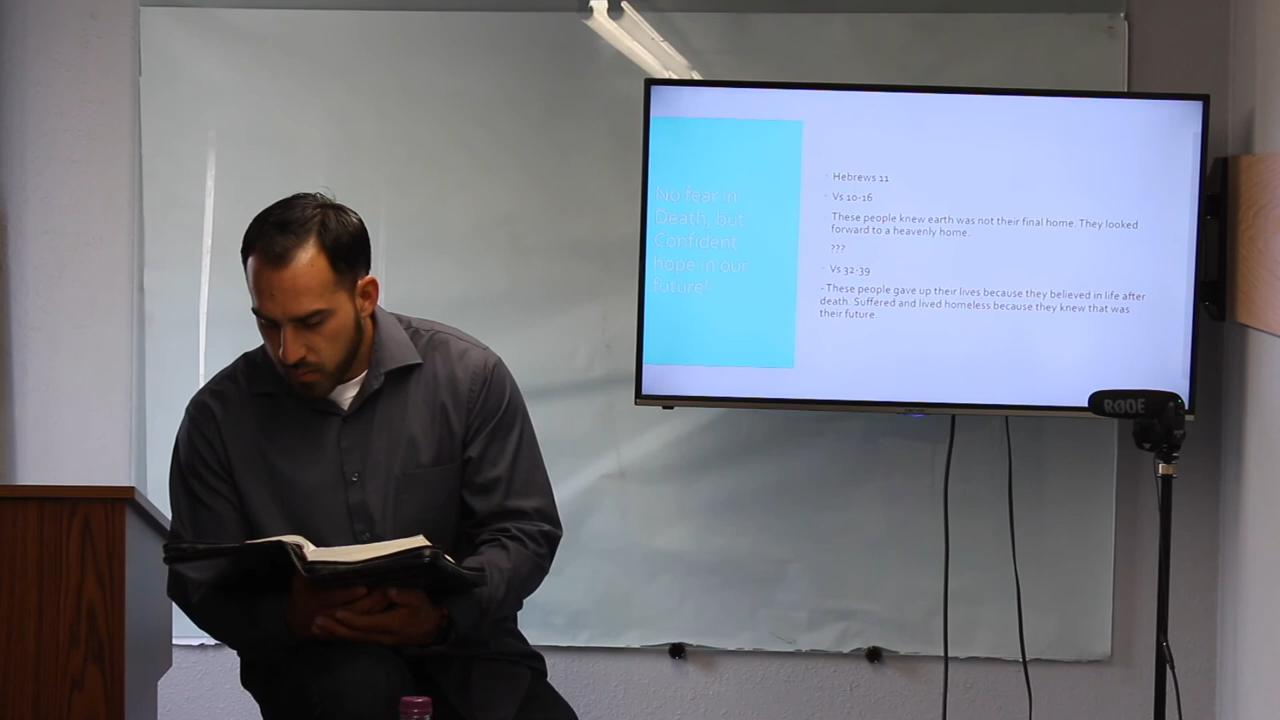 No fear in
Death, but
Confident
hope in our
future!
Hebrews 11
Vs 10-16
These people knew earth was not their final home. They looked
forward to a heavenly home.
???
Vs 32-39
- These people gave up their lives because they believed in life after
death. Suffered and lived homeless because they knew that was
their future.
RØDE